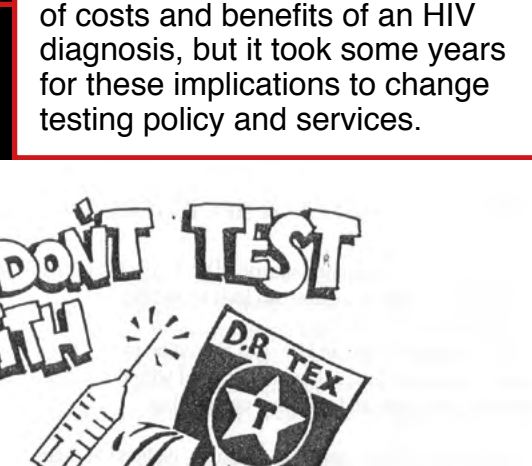 of costs and benefits of an HIV
diagnosis, but it took some years
for these implications to change
testing policy and services.
DON'T TEST
ITH
D.R TEX
T